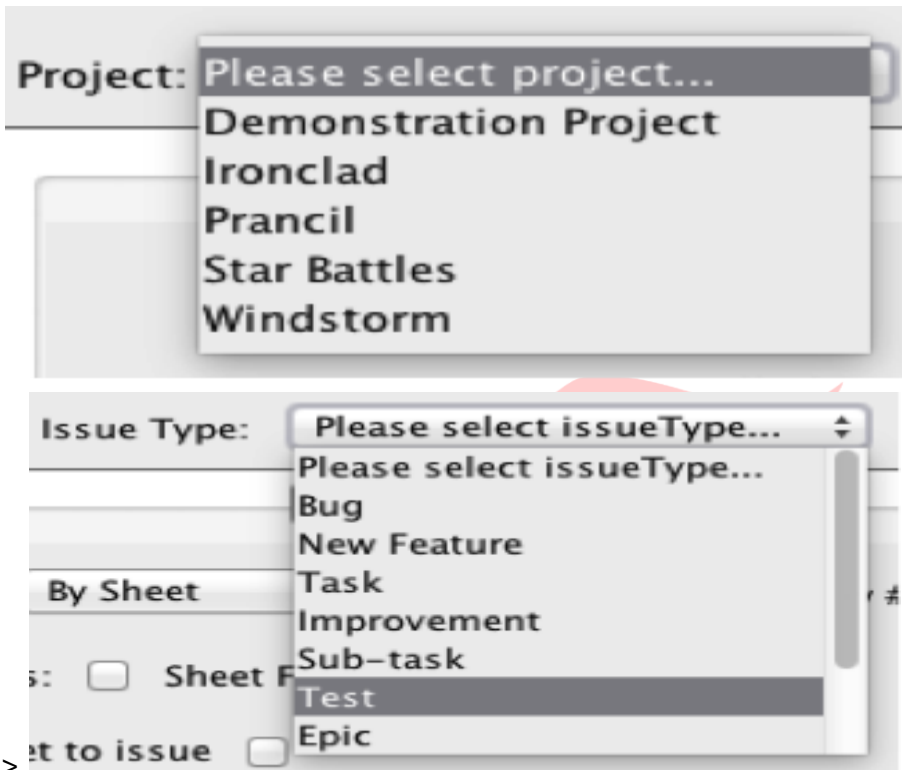 Project: Please select project...
Demonstration Project
Ironclad
Prancil
Star Battles
Windstorm
Issue Type: Please select issueType...
Please select issueType...
Bug
New Feature
Task
By Sheet
Improvement
Sub-task
s: Sheet F
Test
Epic
et to issue
>